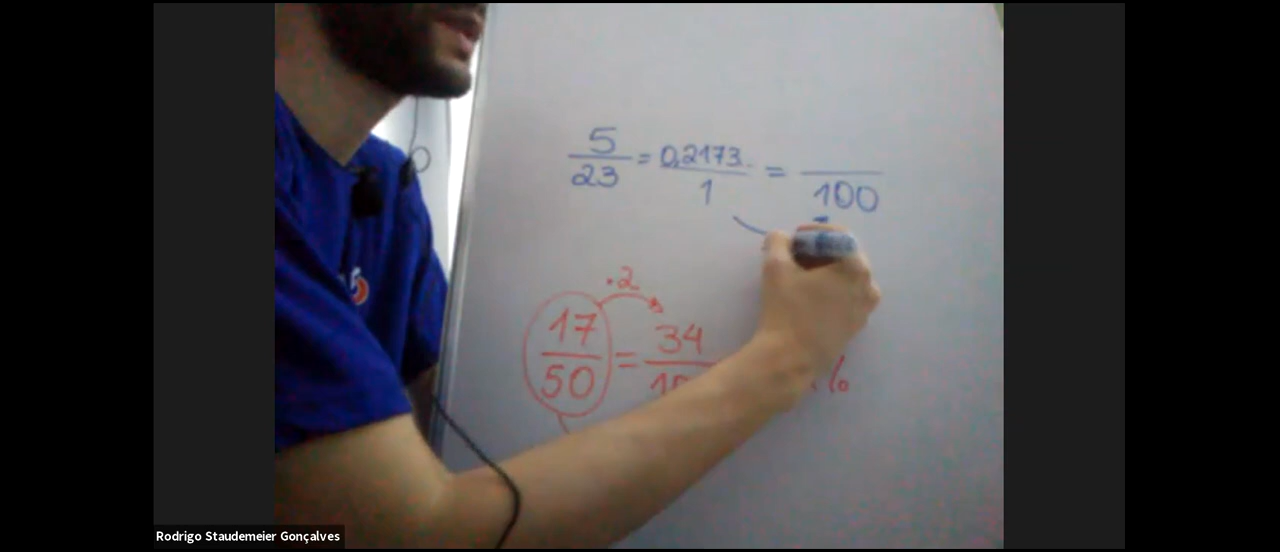 5/23 = 0,2173../1 = /100
·2
17/50 = 34 %
Rodrigo Staudemeier Gonçalves